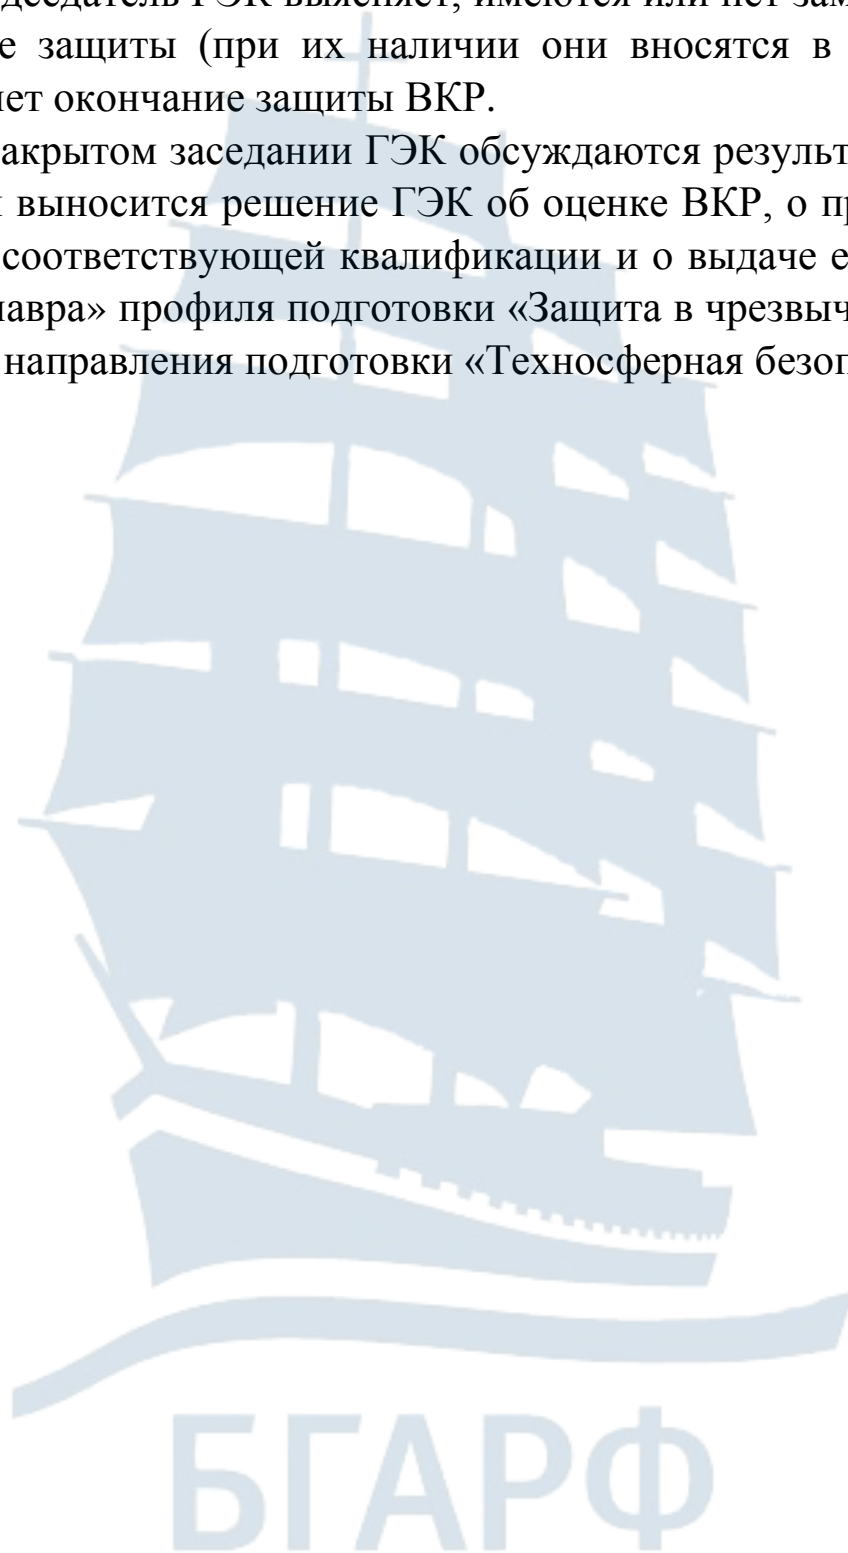 дседатель ГЭК выясняет, имеются или нет зам
е защиты (при их наличии они вносятся в
ет окончание защиты ВКР.
акрытом заседании ГЭК обсуждаются результ
и выносится решение ГЭК об оценке ВКР, о пр
соответствующей квалификации и о выдаче е
лавра» профиля подготовки «Защита в чрезвыч
направления подготовки «Техносферная безоп
БГАРФ